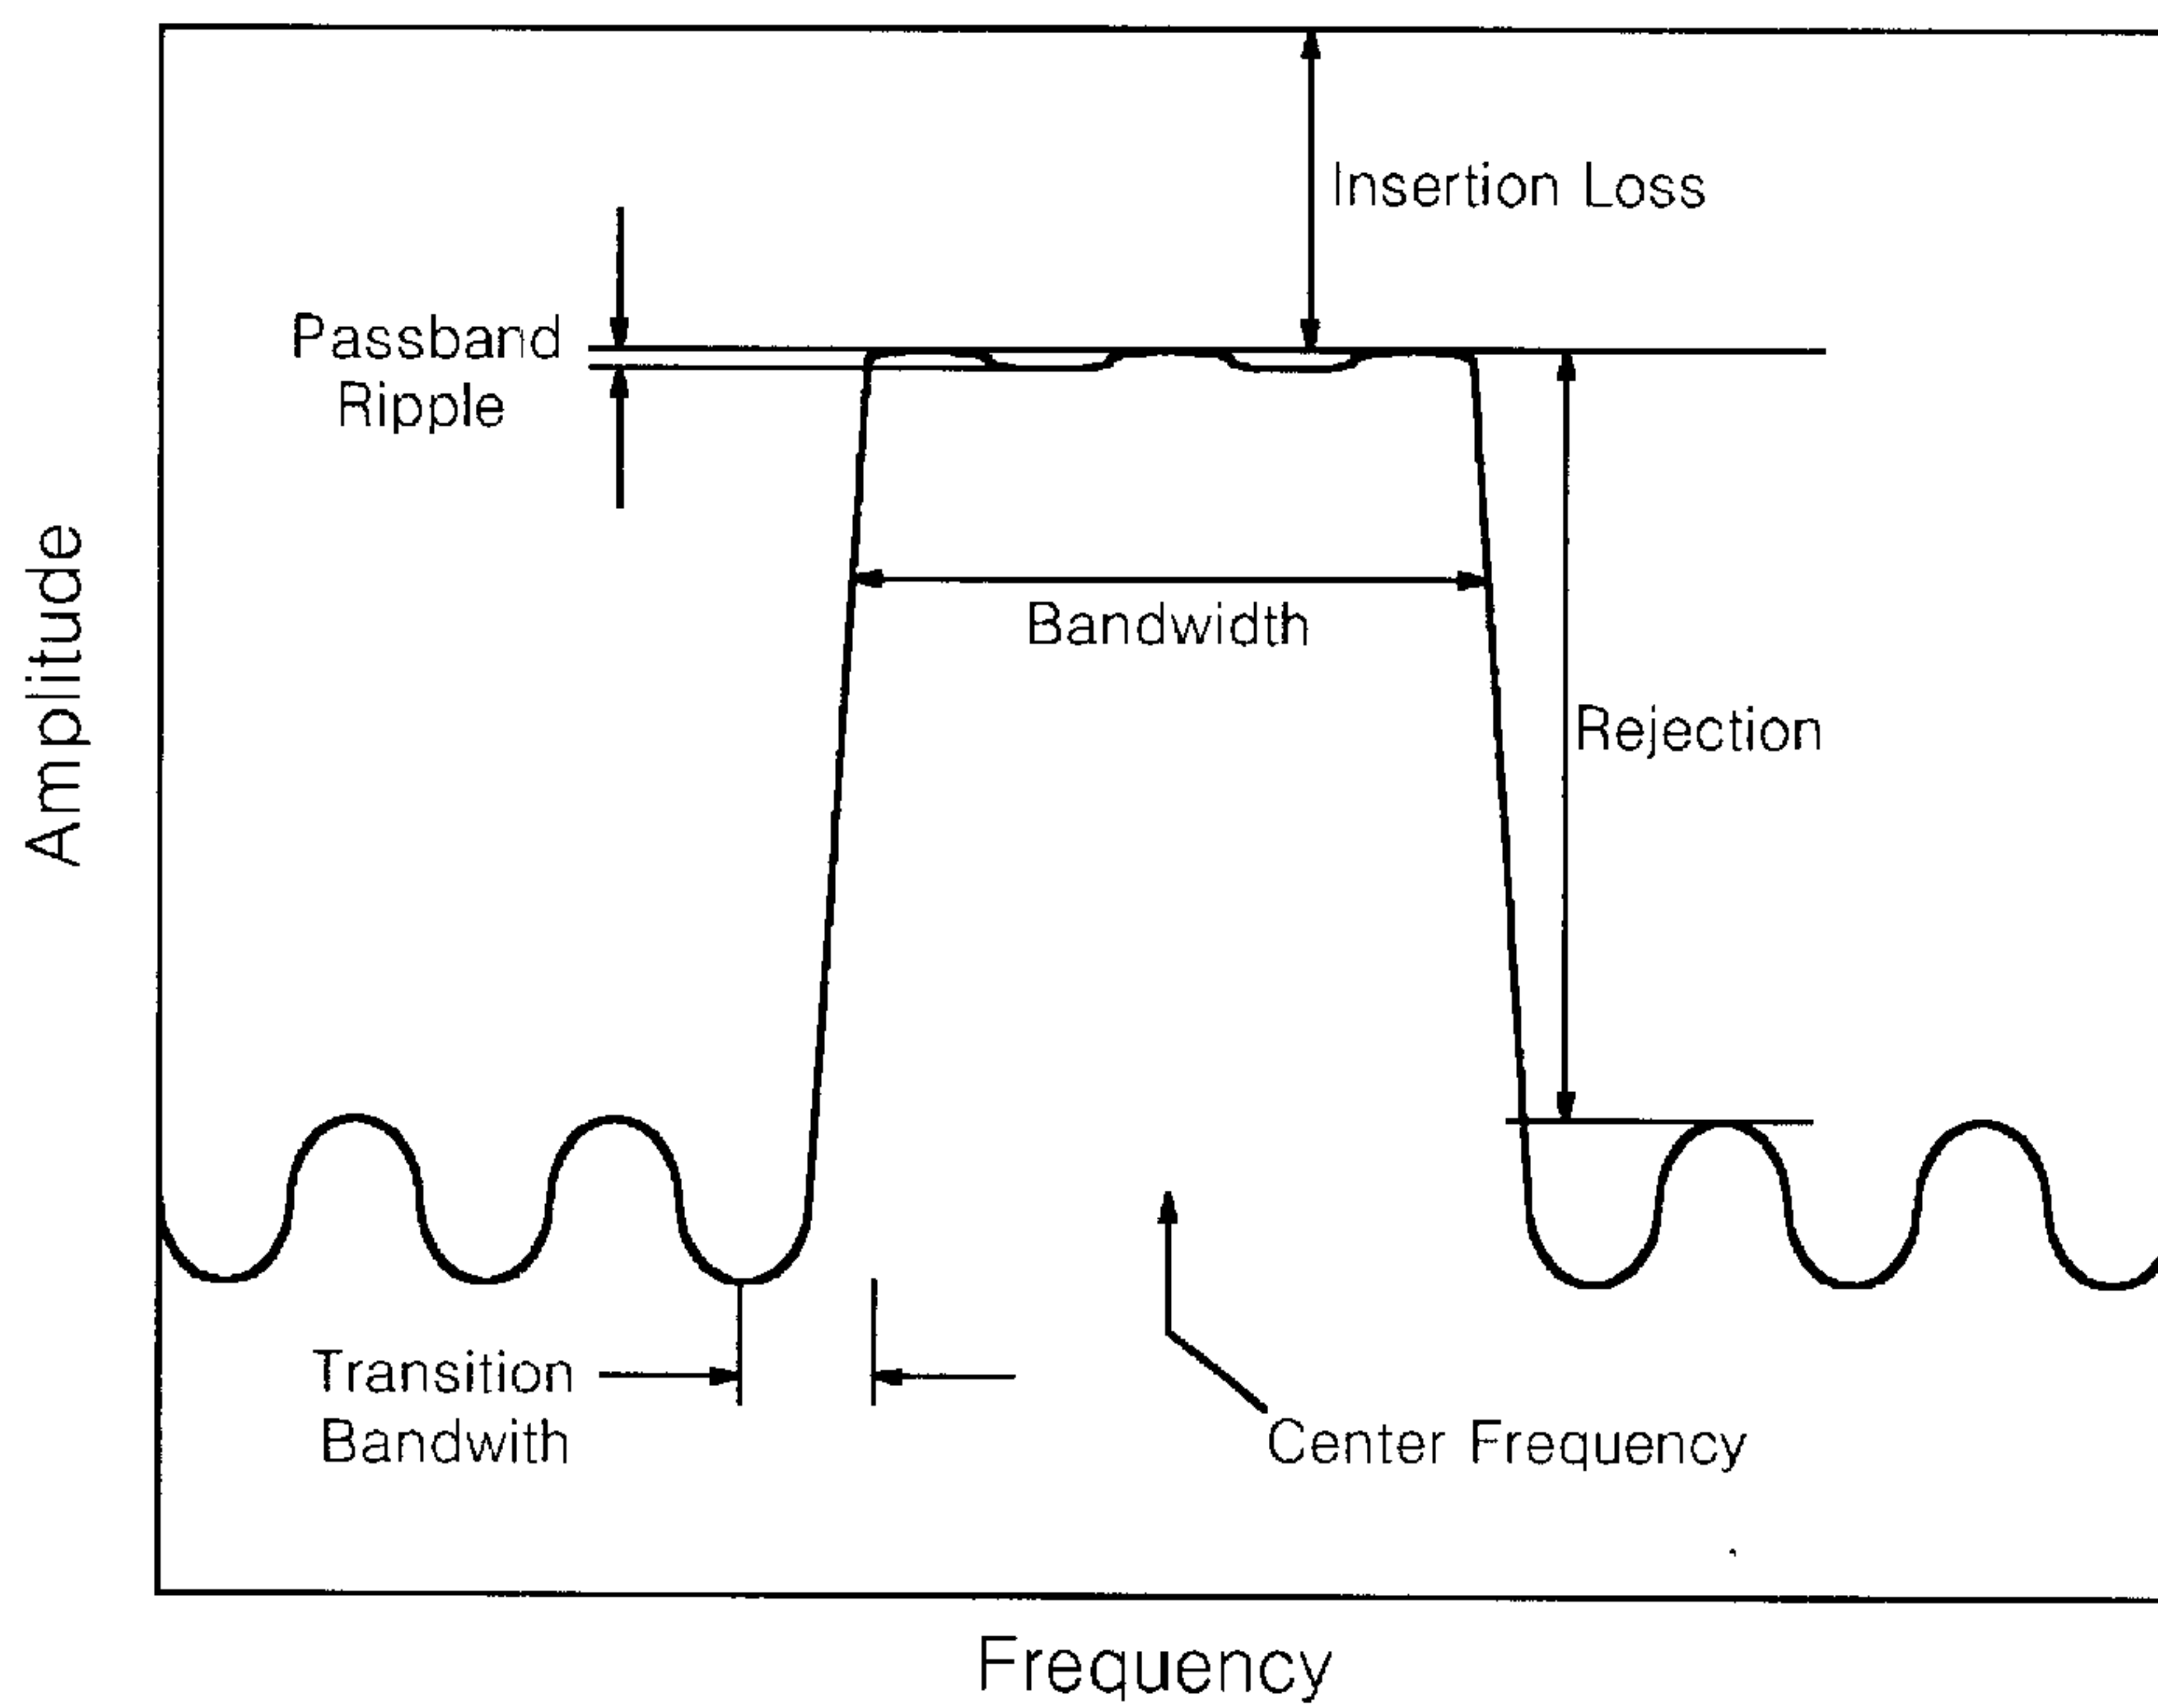 Insertion Loss
Passband
Ripple
Bandwidth
Rejection
Amplitude
Transition
Bandwith
Center Frequency
Frequency